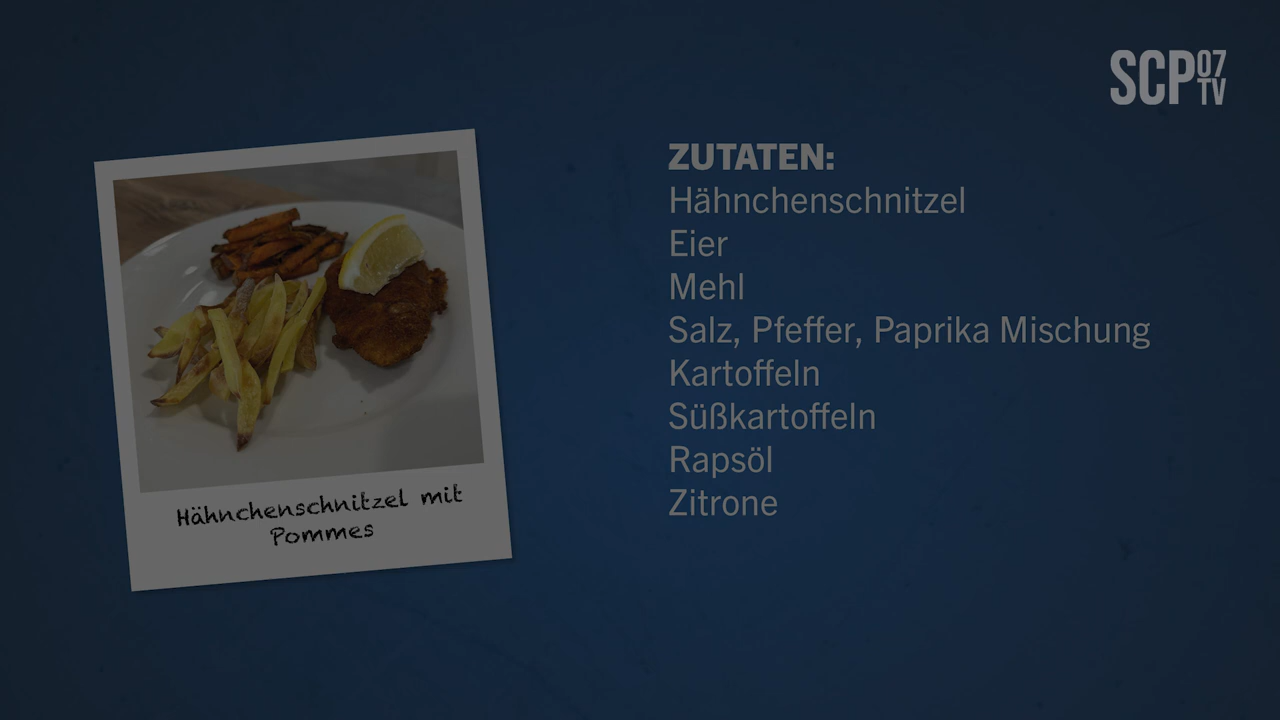 SCP 07 TV
ZUTATEN:
Hähnchenschnitzel
Eier
Mehl
Salz, Pfeffer, Paprika Mischung
Kartoffeln
Süßkartoffeln
Rapsöl
Zitrone
Hähnchenschnitzel mit
Pommes